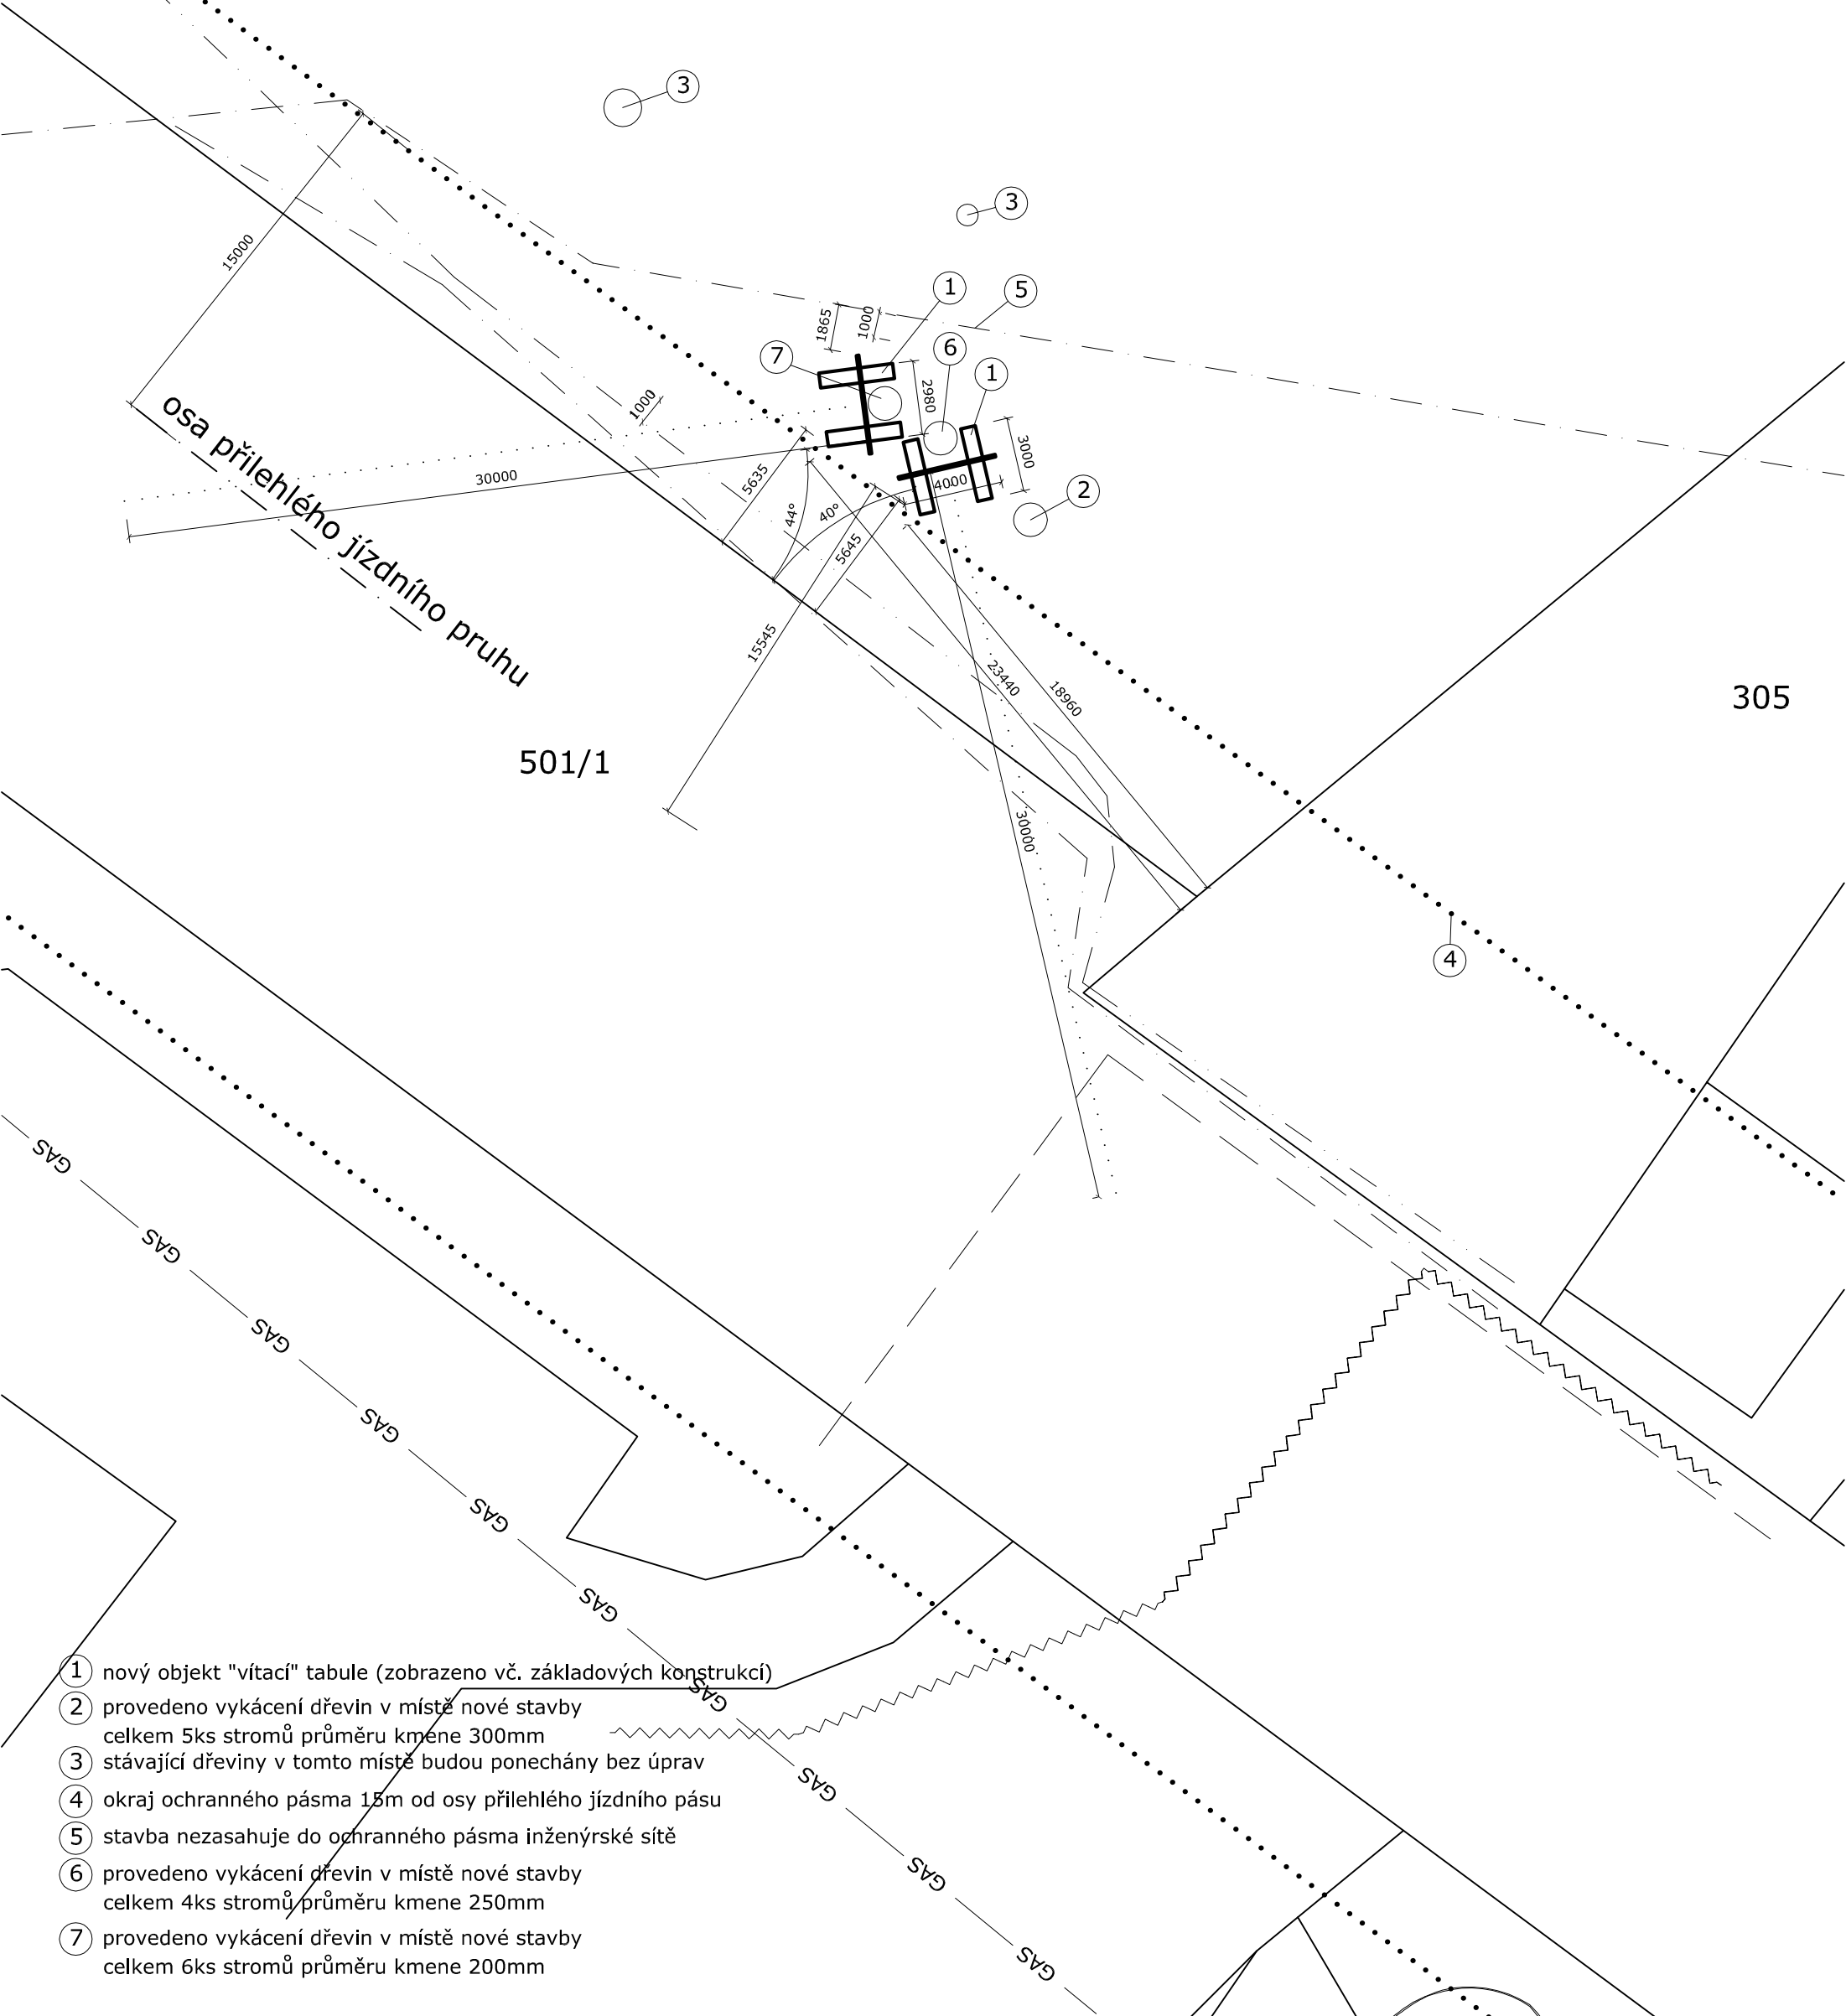 3
3
15000
1
5
1865
1000
7
6
1
2980
1000
osa přilehlého jízdního pruhu
3000
30000
5635
4000
2
44°
40°
5645
15545
23440
18960
305
501/1
30000
4
GAS
GAS
GAS
GAS
GAS
GAS
GAS
GAS
GAS
GAS
1 nový objekt "vítací" tabule (zobrazeno vč. základových konstrukcí)
2 provedeno vykácení dřevin v místě nové stavby
celkem 5ks stromů průměru kmene 300mm
3 stávající dřeviny v tomto místě budou ponechány bez úprav
4 okraj ochranného pásma 15m od osy přilehlého jízdního pásu
5 stavba nezasahuje do ochranného pásma inženýrské sítě
6 provedeno vykácení dřevin v místě nové stavby
celkem 4ks stromů průměru kmene 250mm
7 provedeno vykácení dřevin v místě nové stavby
celkem 6ks stromů průměru kmene 200mm